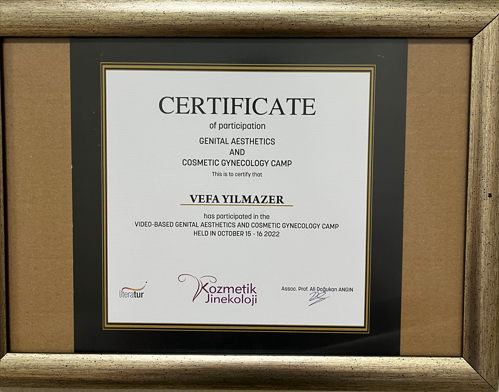 CERTIFICATE
of participation
GENITAL AESTHETICS
AND
COSMETIC GYNECOLOGY CAMP
This is to certify that
VEFA YILMAZER
has participated in the
VIDEO-BASED GENITAL AESTHETICS AND COSMETIC GYNECOLOGY CAMP
HELD IN OCTOBER 15 - 16 2022
literatur
Kozmetik
Jinekoloji
Assoc. Prof. Ali Doğukan ANĞIN